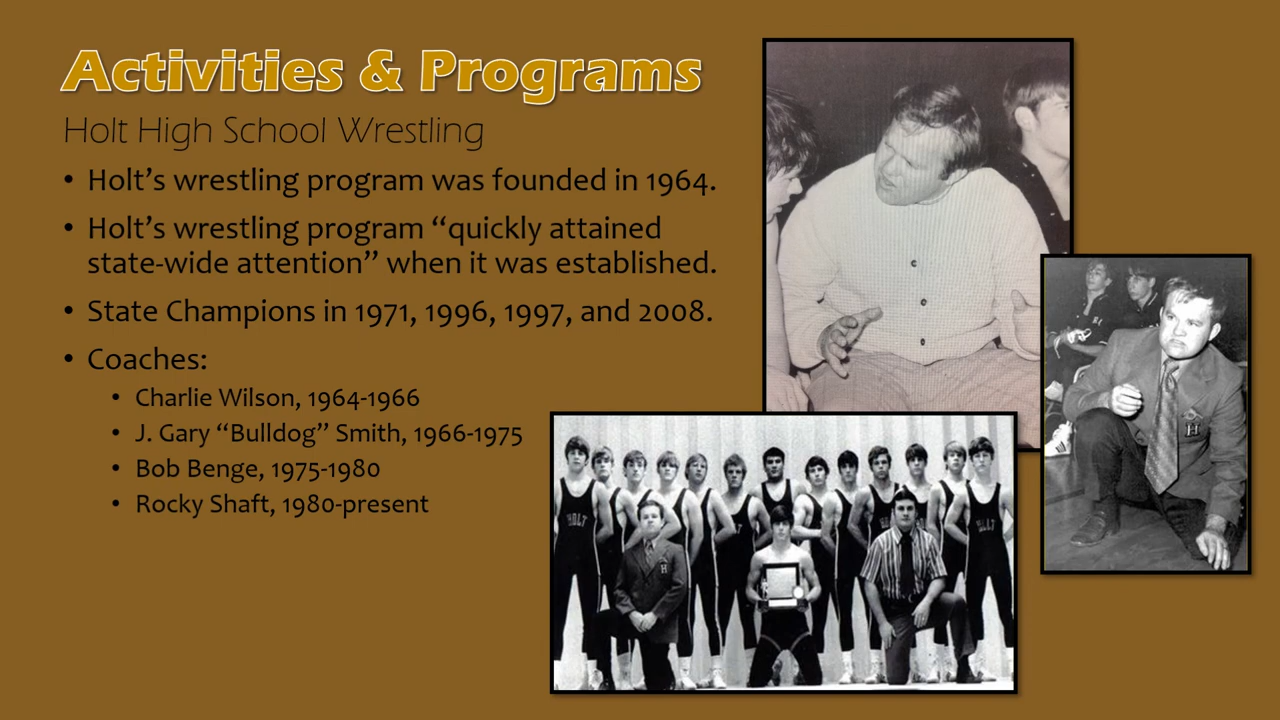 Activities & Programs
Holt High School Wrestling
• Holt’s wrestling program was founded in 1964.
• Holt’s wrestling program “quickly attained
state-wide attention” when it was established.
• State Champions in 1971, 1996, 1997, and 2008.
• Coaches:
• Charlie Wilson, 1964-1966
• J. Gary “Bulldog” Smith, 1966-1975
• Bob Benge, 1975-1980
• Rocky Shaft, 1980-present
H
HOLT
HOLT
HOLT
H